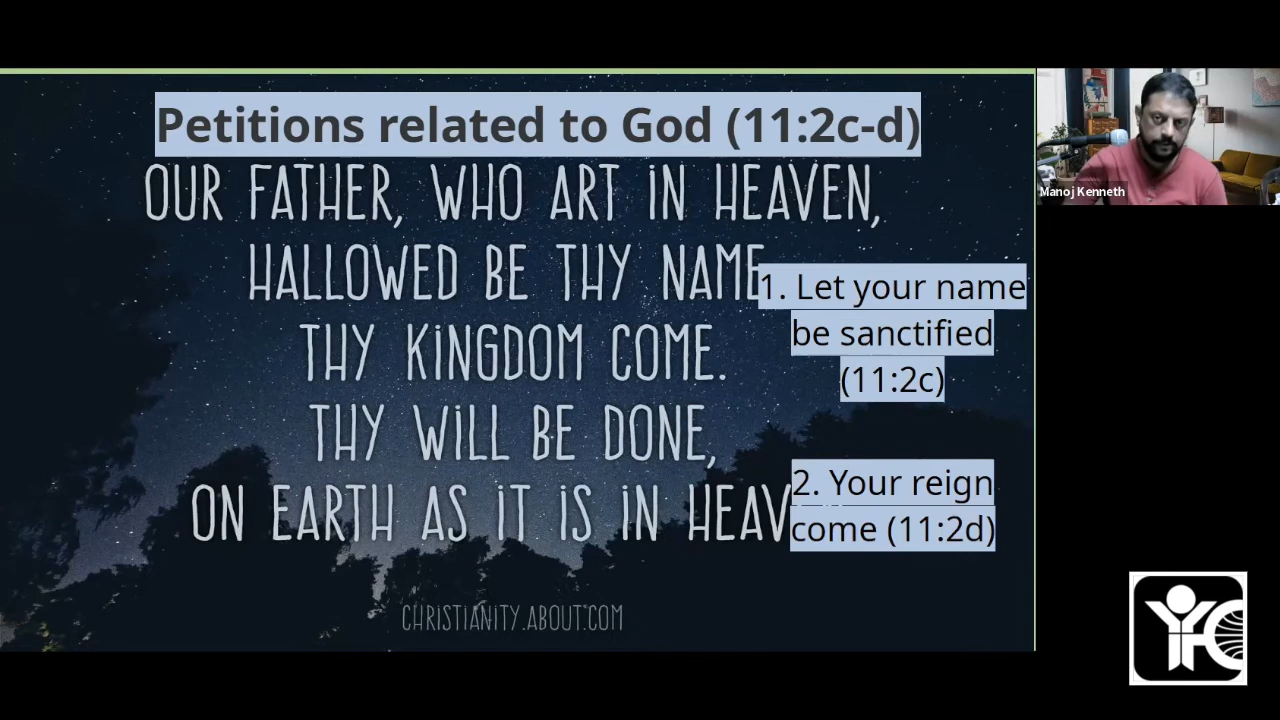 Petitions related to God (11:2c-d)
OUR FATHER, WHO ART IN HEAVEN,
HALLOWED BE THY NAME
THY KINGDOM COME.
THY WILL BE DONE,
ON EARTH AS IT IS IN HEAV
1. Let your name
be sanctified
(11:2c)
2. Your reign
come (11:2d)
CHRISTIANITY.ABOUT.COM
Manoj Kenneth
YFC